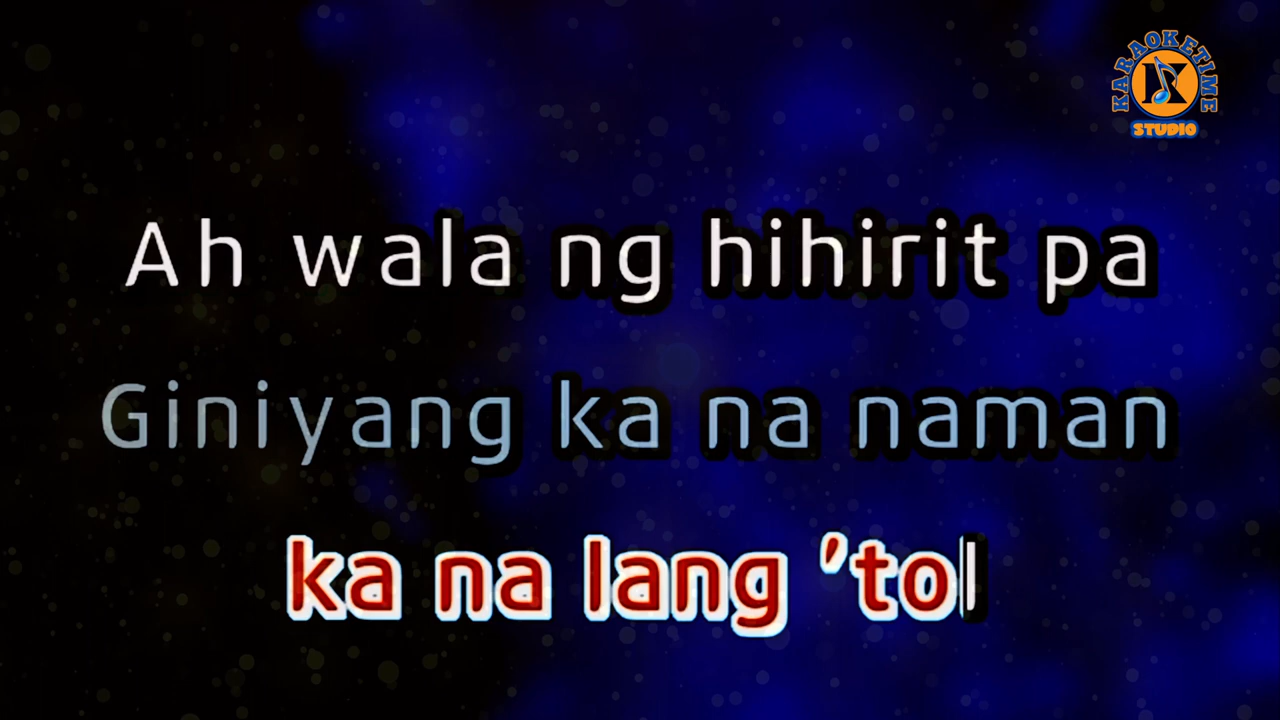 KARAOKETIME
K
STUDIO
Ah wala ng hihirit pa
Giniyang ka na naman
ka na lang ’tol